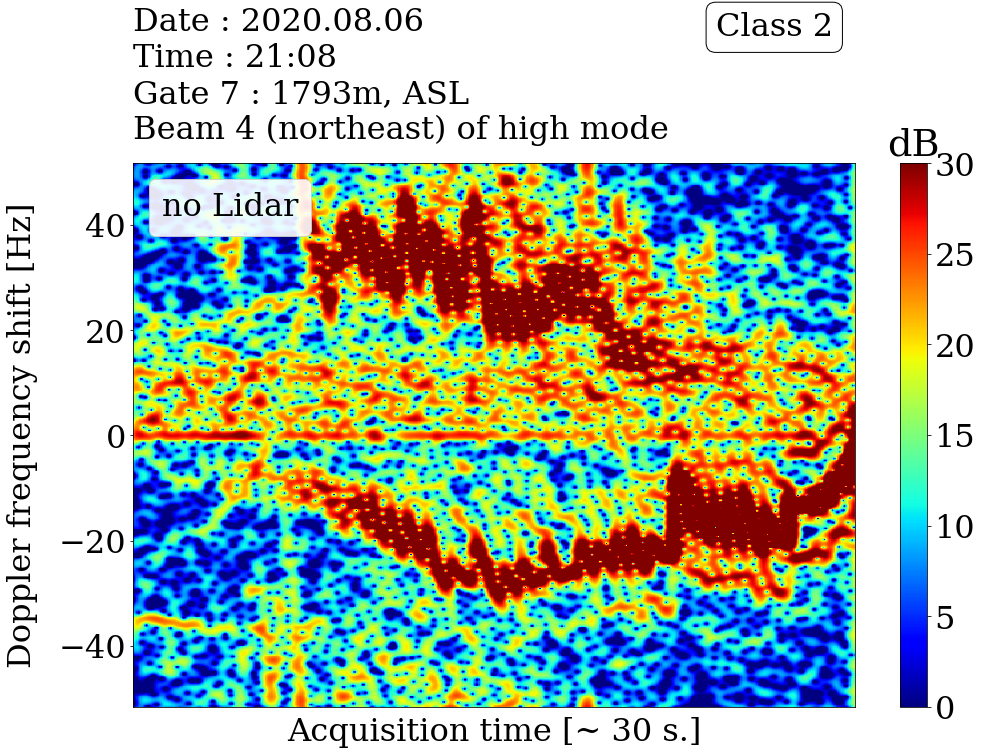 Date : 2020.08.06
Class 2
Time : 21:08
Gate 7 : 1793m, ASL
Beam 4 (northeast) of high mode
dB
no Lidar
Doppler frequency shift [Hz]
40
20
0
−20
−40
30
25
20
15
10
5
0
Acquisition time [~ 30 s.]